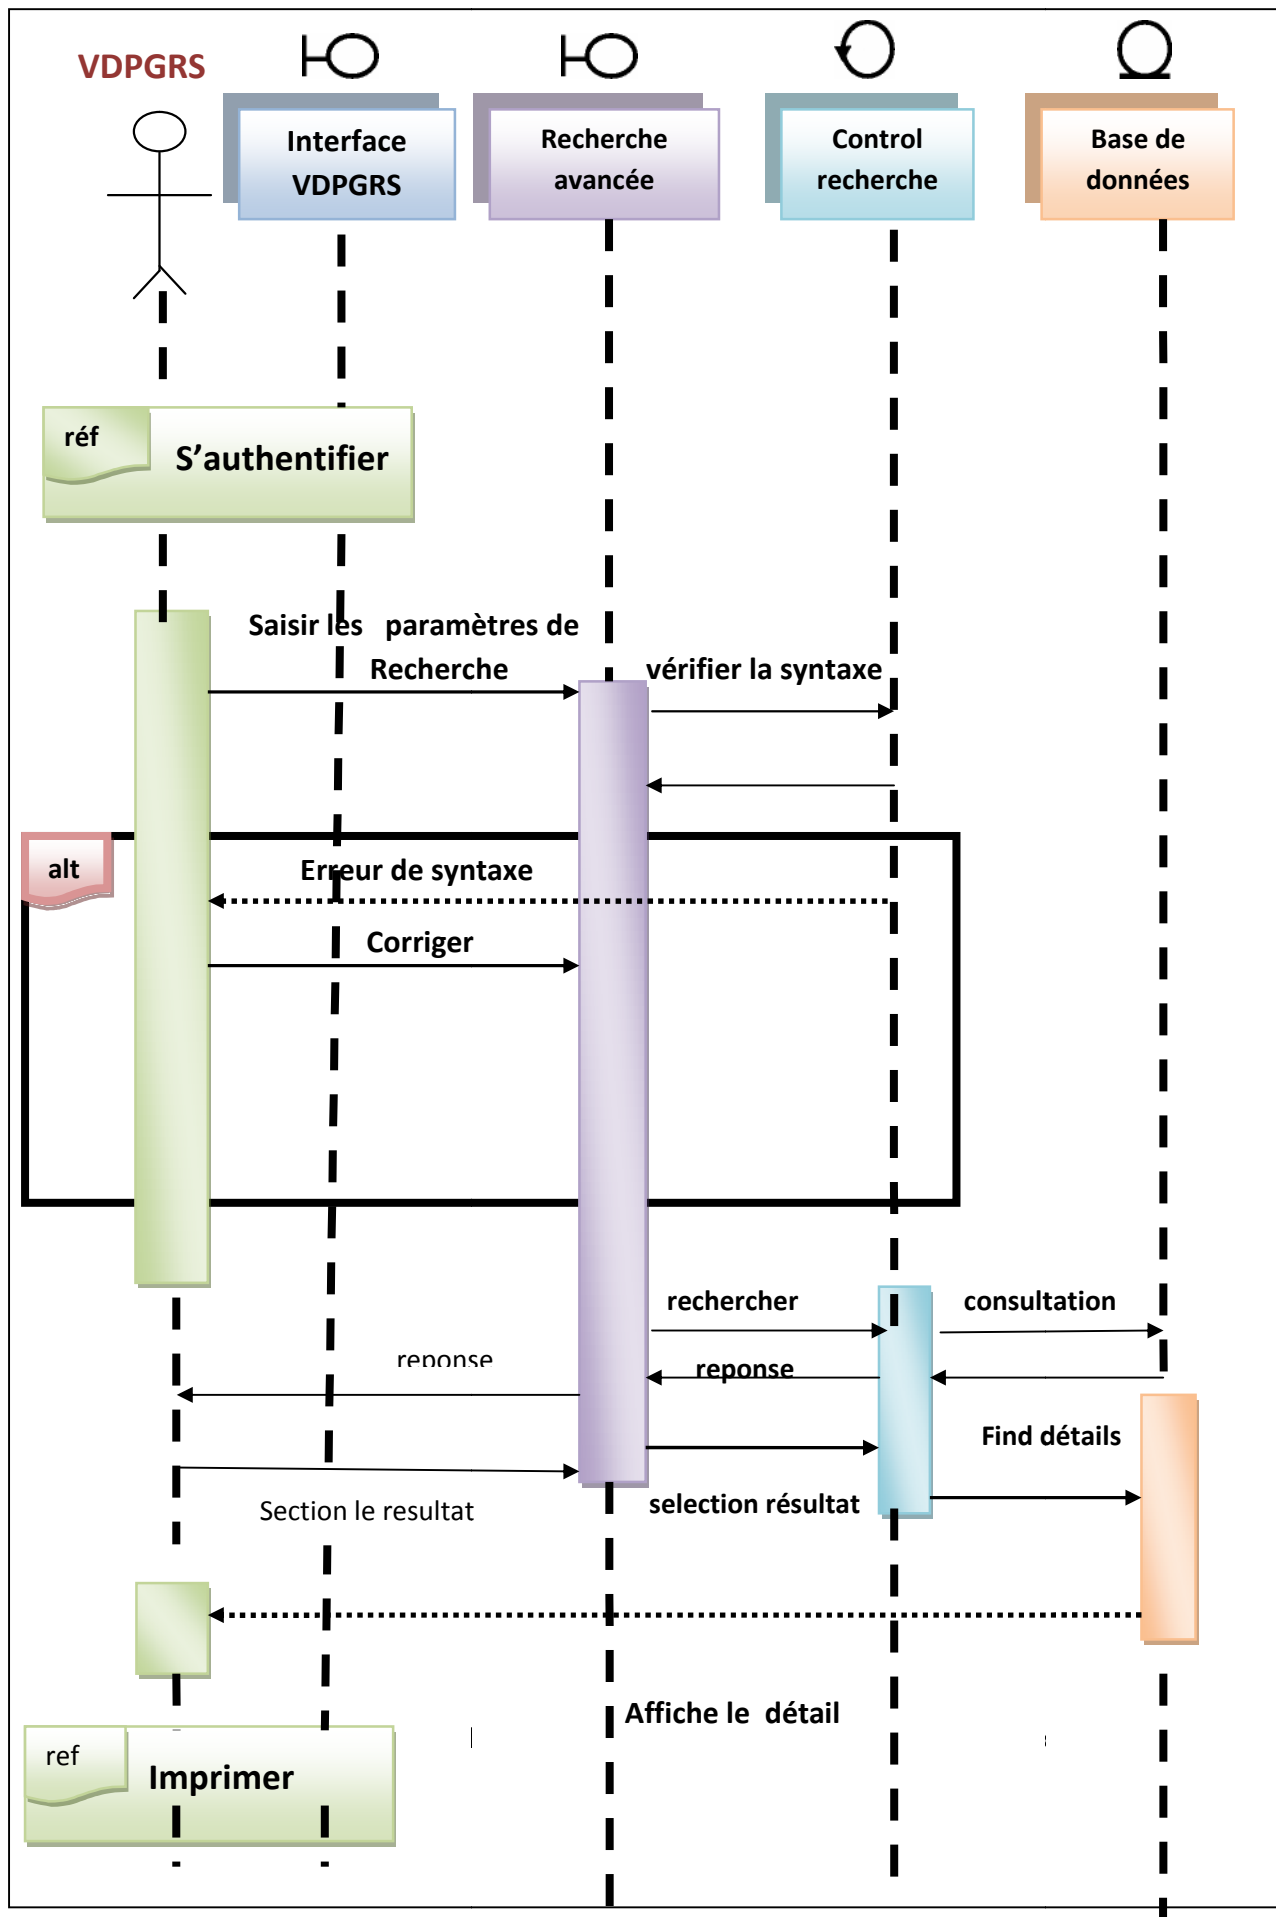 VDPGRS
Interface
VDPGRS
Recherche
avancée
Control
recherche
Base de
données
réf
S'authentifier
Saisir les paramètres de
Recherche
vérifier la syntaxe
alt
Erreur de syntaxe
Corriger
rechercher
consultation
reponse
reponse
Find détails
Section le resultat
selection résultat
Affiche le détail
ref
Imprimer